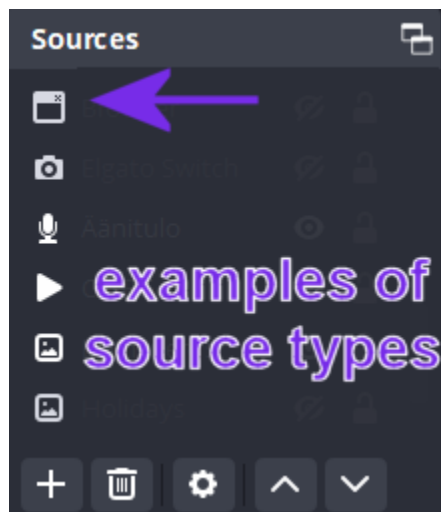 Sources
Elgato Switch
Äänitulo
examples of
source types
Holidays